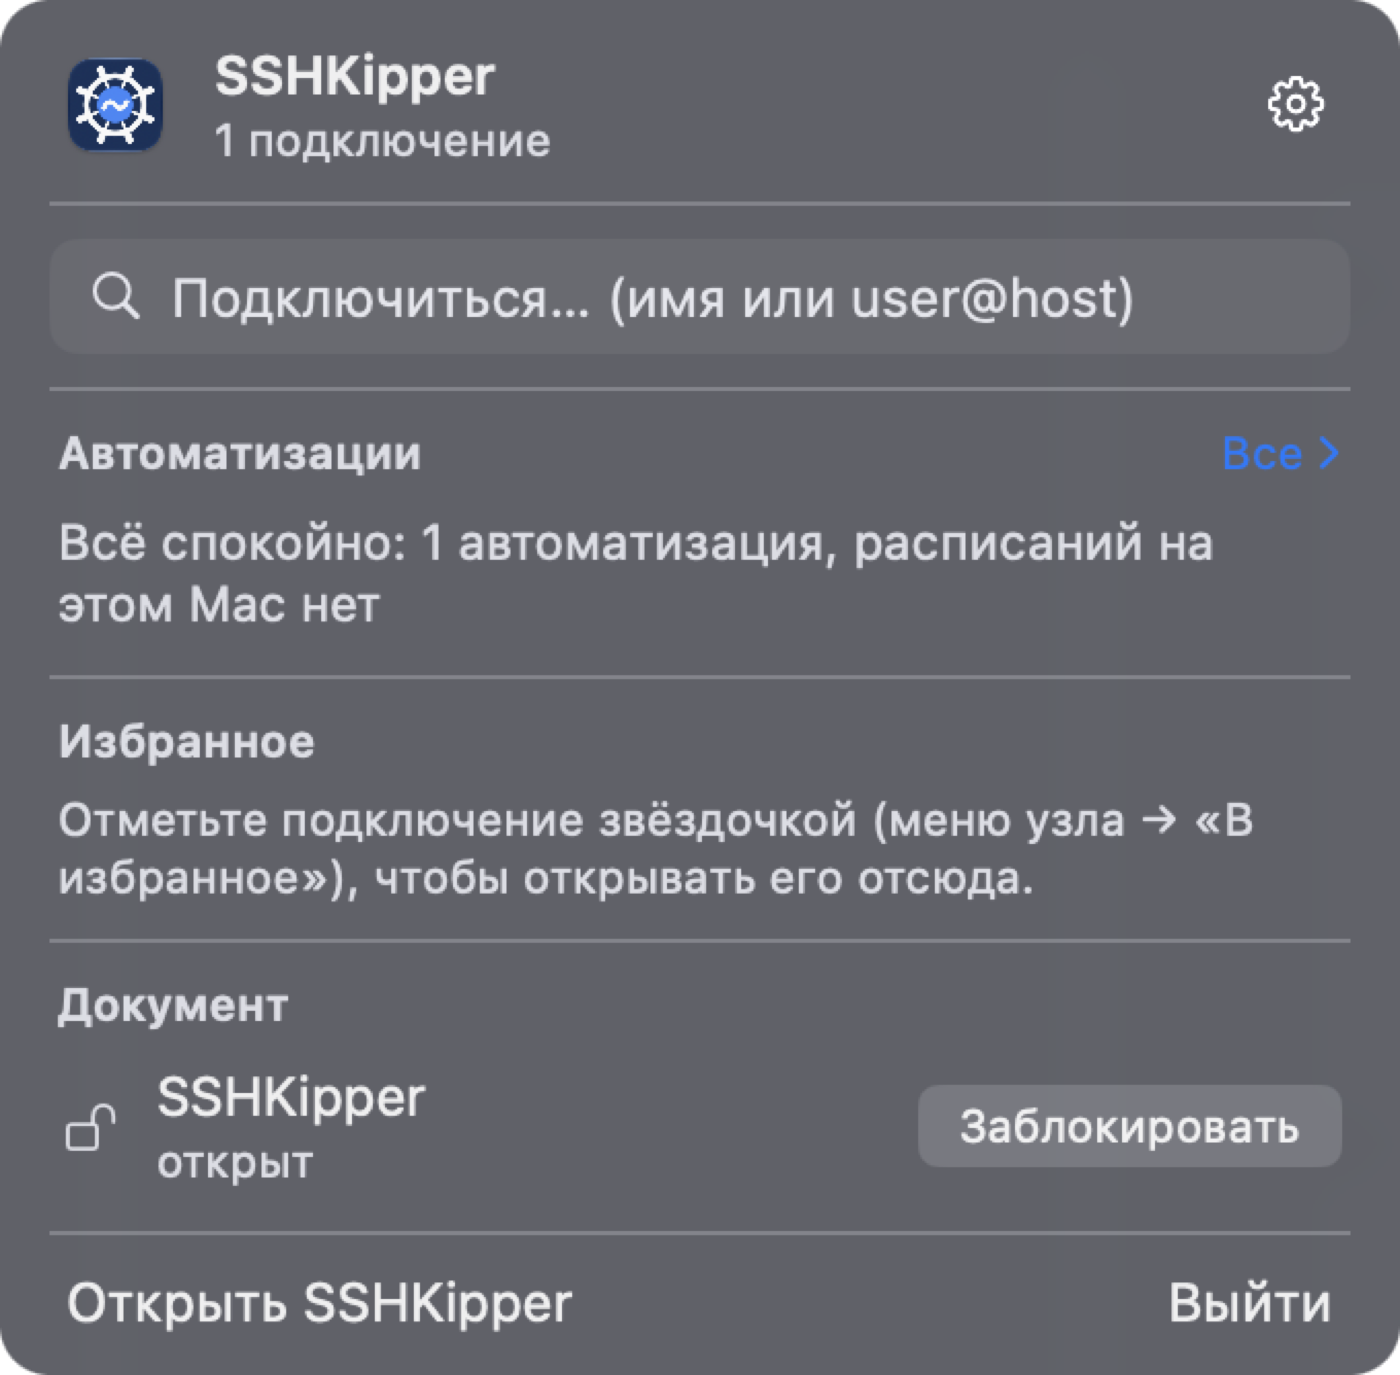 SSHKipper
1 подключение
Подключиться... (имя или user@host)
Автоматизации
Все >
Всё спокойно: 1 автоматизация, расписаний на
этом Mac нет
Избранное
Отметьте подключение звёздочкой (меню узла → «В
избранное»), чтобы открывать его отсюда.
Документ
SSHKipper
открыт
Заблокировать
Открыть SSHKipper
Выйти